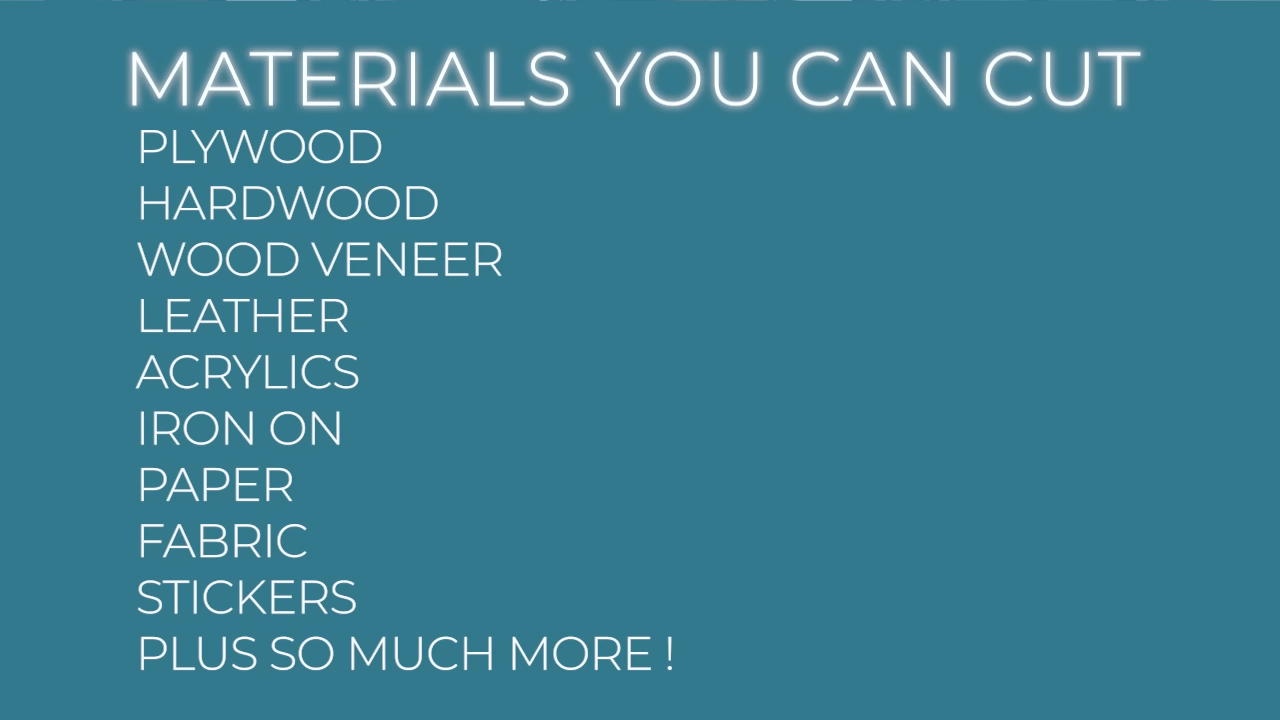 MATERIALS YOU CAN CUT
PLYWOOD
HARDWOOD
WOOD VENEER
LEATHER
ACRYLICS
IRON ON
PAPER
FABRIC
STICKERS
PLUS SO MUCH MORE !